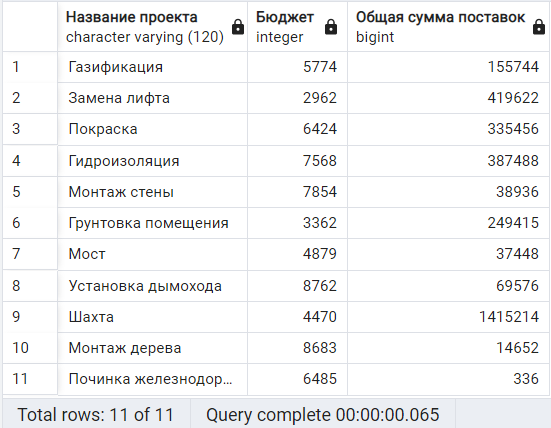 Название проекта Бюджет Общая сумма поставок
character varying (120) integer bigint
1 Газификация 5774 155744
2 Замена лифта 2962 419622
3 Покраска 6424 335456
4 Гидроизоляция 7568 387488
5 Монтаж стены 7854 38936
6 Грунтовка помещения 3362 249415
7 Мост 4879 37448
8 Установка дымохода 8762 69576
9 Шахта 4470 1415214
10 Монтаж дерева 8683 14652
11 Починка железнодор... 6485 336
Total rows: 11 of 11 Query complete 00:00:00.065